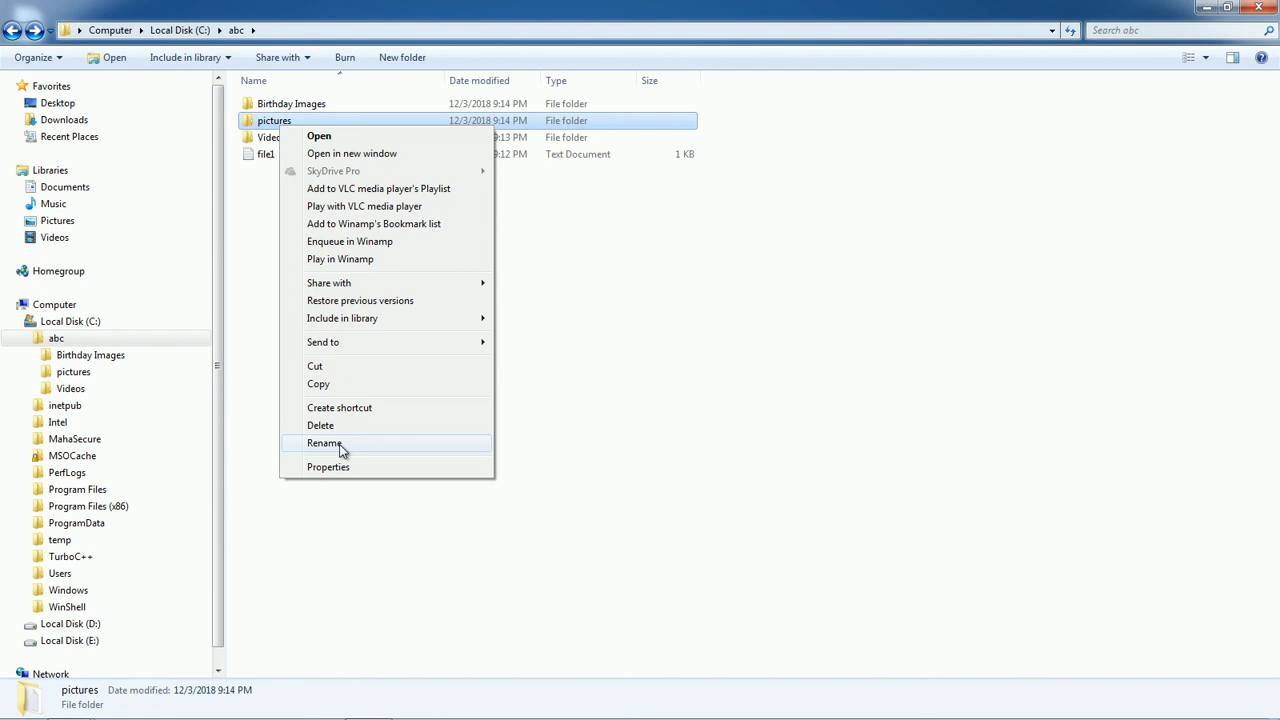 Computer Local Disk (C:) abc
Search abc
Organize Open Include in library Share with Burn New folder
Favorites
Desktop
Downloads
Recent Places
Libraries
Documents
Music
Pictures
Videos
Homegroup
Computer
Local Disk (C:)
abc
Birthday Images
pictures
Videos
inetpub
Intel
MahaSecure
MSOCache
PerfLogs
Program Files
Program Files (x86)
ProgramData
temp
TurboC++
Users
Windows
WinShell
Local Disk (D:)
Local Disk (E:)
Network
Name Date modified Type Size
Birthday Images 12/3/2018 9:14 PM File folder
pictures 12/3/2018 9:14 PM File folder
9:13 PM File folder
file1 9:12 PM Text Document 1 KB
Open
Open in new window
SkyDrive Pro
Add to VLC media player's Playlist
Play with VLC media player
Add to Winamp's Bookmark list
Enqueue in Winamp
Play in Winamp
Share with
Restore previous versions
Include in library
Send to
Cut
Copy
Create shortcut
Delete
Rename
Properties
pictures Date modified: 12/3/2018 9:14 PM
File folder